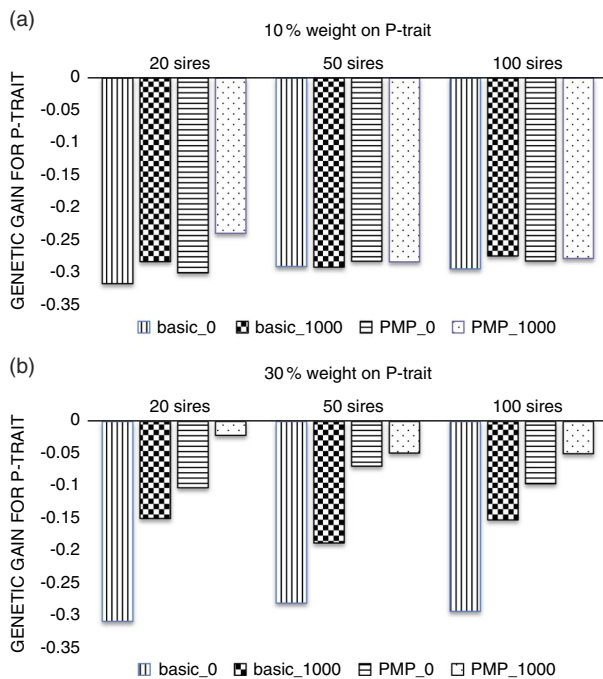 (a)
10 % weight on P-trait
20 sires 50 sires 100 sires
GENETIC GAIN FOR P-TRAIT
0
-0.05
-0.1
-0.15
-0.2
-0.25
-0.3
-0.35
basic_0 basic_1000 PMP_0 PMP_1000
(b)
30 % weight on P-trait
20 sires 50 sires 100 sires
GENETIC GAIN FOR P-TRAIT
0
-0.05
-0.1
-0.15
-0.2
-0.25
-0.3
-0.35
basic_0 basic_1000 PMP_0 PMP_1000